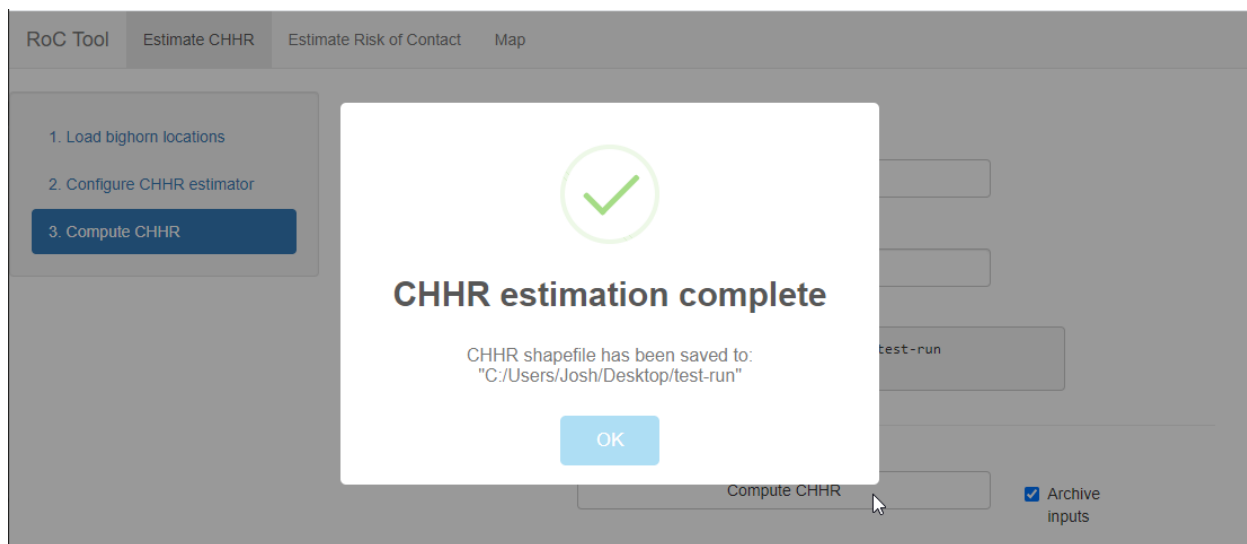 RoC Tool Estimate CHHR Estimate Risk of Contact Map
1. Load bighorn locations
2. Configure CHHR estimator
3. Compute CHHR
CHHR estimation complete
CHHR shapefile has been saved to:
"C:/Users/Josh/Desktop/test-run"
OK
test-run
Compute CHHR
Archive
inputs